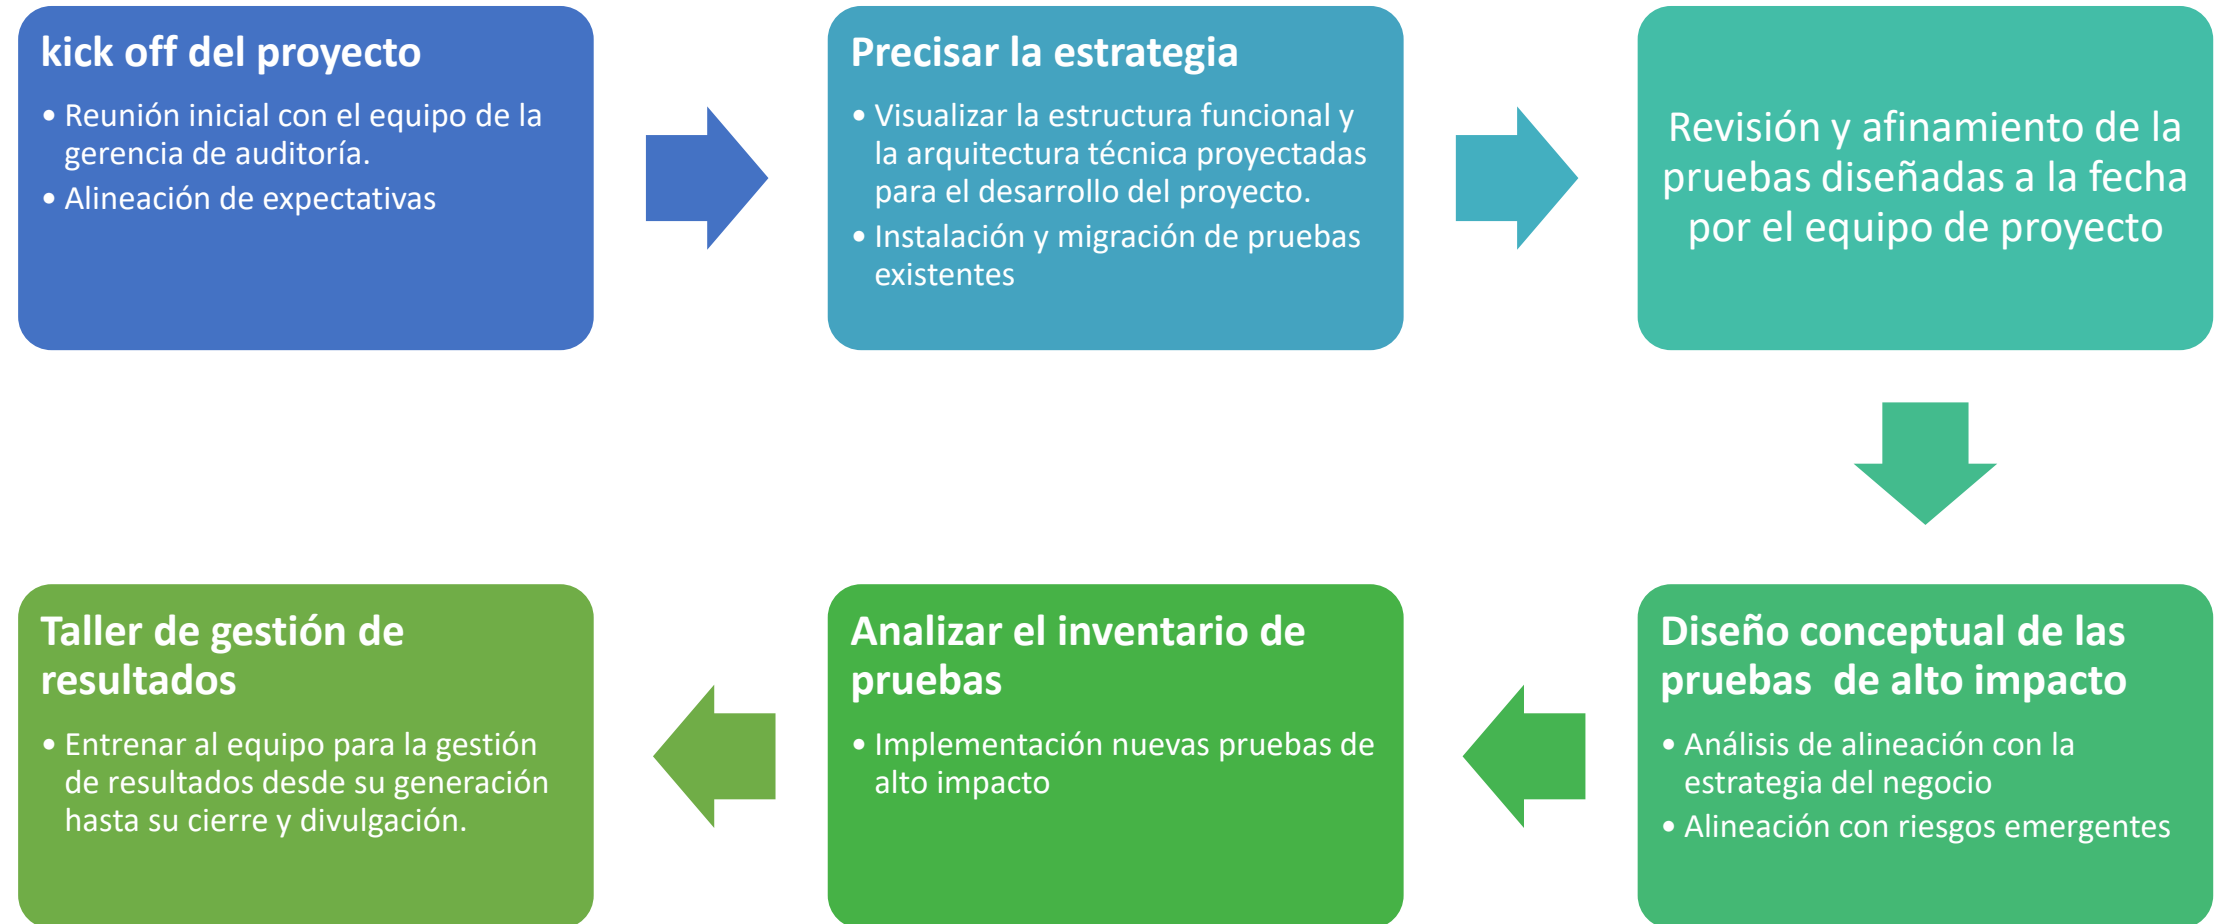 kick off del proyecto
• Reunión inicial con el equipo de la
gerencia de auditoría.
• Alineación de expectativas
Precisar la estrategia
• Visualizar la estructura funcional y
la arquitectura técnica proyectadas
para el desarrollo del proyecto.
• Instalación y migración de pruebas
existentes
Revisión y afinamiento de la
pruebas diseñadas a la fecha
por el equipo de proyecto
Diseño conceptual de las
pruebas  de alto impacto
• Análisis de alineación con la
estrategia del negocio
• Alineación con riesgos emergentes
Analizar el inventario de
pruebas
• Implementación nuevas pruebas de
alto impacto
Taller de gestión de
resultados
• Entrenar al equipo para la gestión
de resultados desde su generación
hasta su cierre y divulgación.